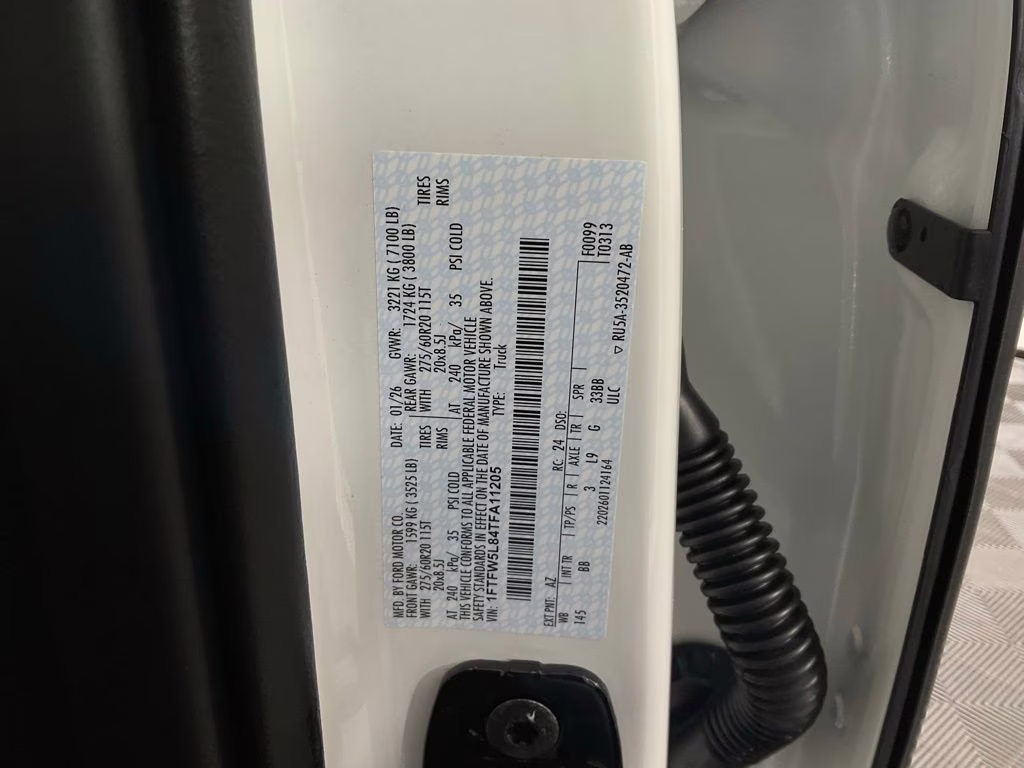 MFD. BY FORD MOTOR CO. DATE: 01/26 GVWR: 3221 KG ( 7100 LB)
FRONT GAWR: 1599 KG ( 3525 LB) REAR GAWR: 1724 KG ( 3800 LB)
WITH 275/60R20 115T TIRES WITH 275/60R20 115T TIRES
20x8.5J RIMS 20x8.5J RIMS
AT 240 kPa/ 35 PSI COLD AT 240 kPa/ 35 PSI COLD
THIS VEHICLE CONFORMS TO ALL APPLICABLE FEDERAL MOTOR VEHICLE
SAFETY STANDARDS IN EFFECT ON THE DATE OF MANUFACTURE SHOWN ABOVE.
VIN: 1FTFW5L84TFA11205 TYPE: Truck
EXT PNT: AZ RC: 24 DSO: F0099
WB INT TR TP/PS R AXLE TR SPR T0313
145 BB 3 L9 G 33BB
2202601124164 ULC ▽ RU5A-3520472-AB